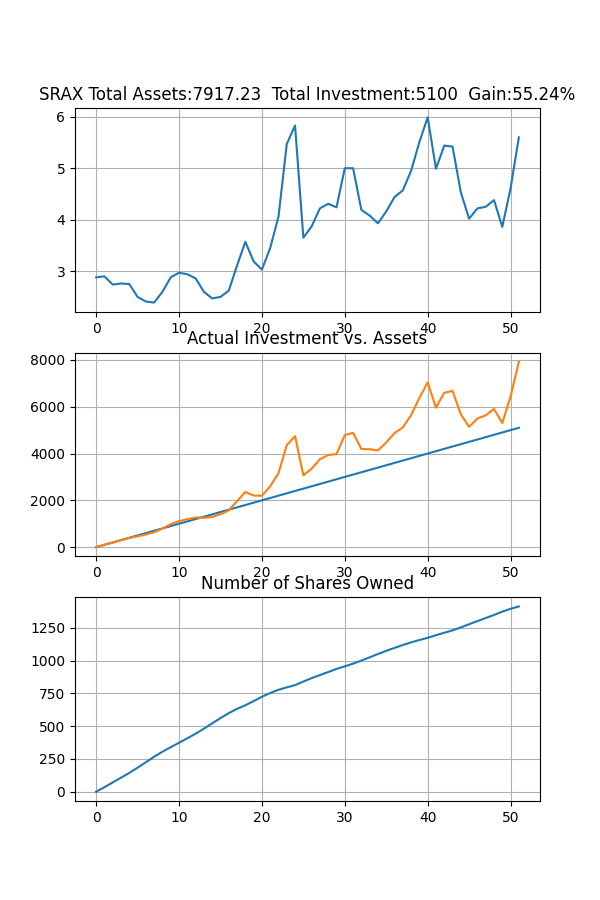 SRAX Total Assets:7917.23  Total Investment:5100  Gain:55.24%
6
5
4
3
0 10 20 30 40 50
Actual Investment vs. Assets
8000
6000
4000
2000
0
0 10 20 30 40 50
Number of Shares Owned
1250
1000
750
500
250
0
0 10 20 30 40 50